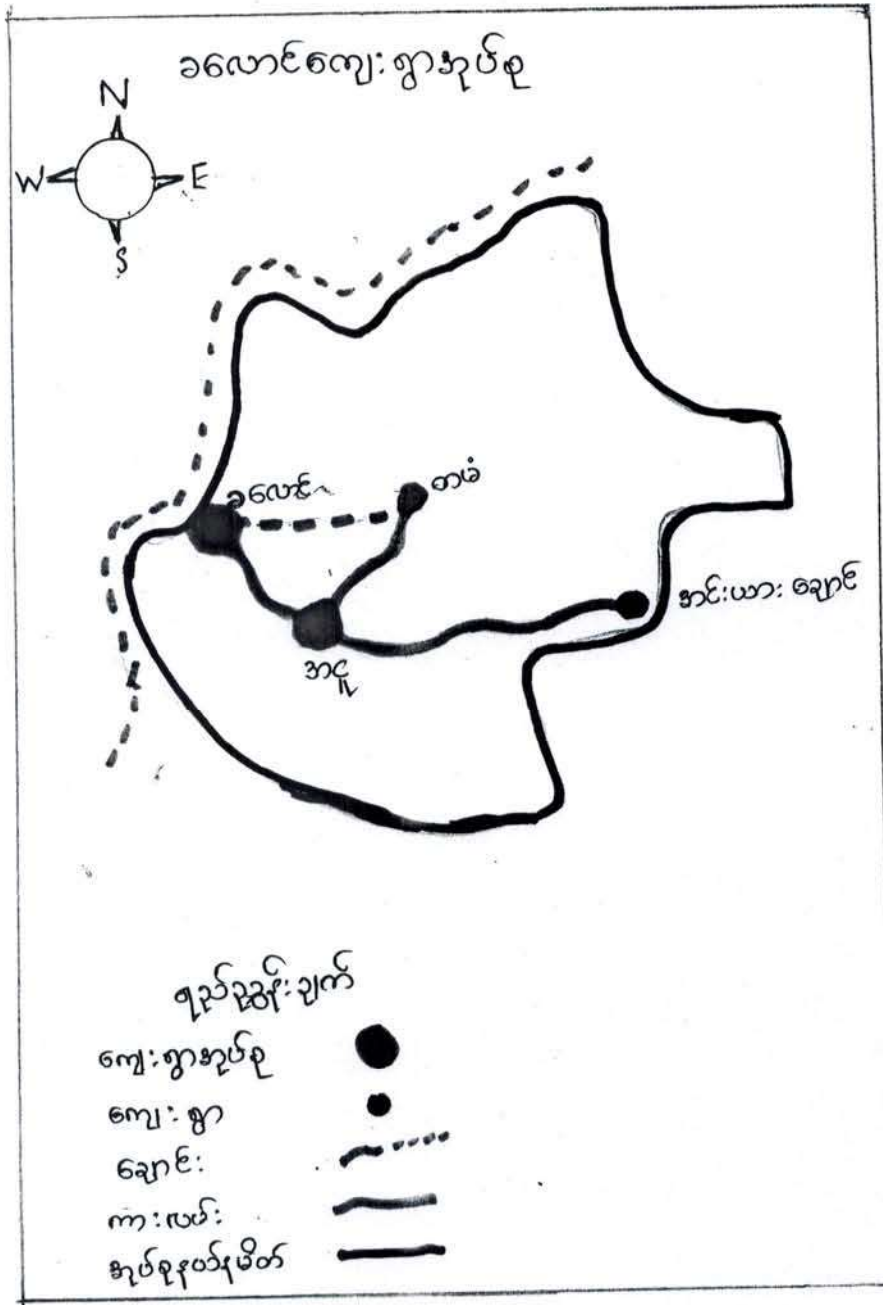 ခလောင်ကျေးရွာအုပ်စု
N
W E
S
ခလောင်
တမံ
အင်းယားချောင်
အငူ
ရည်ညွှန်းချက်
ကျေးရွာအုပ်စု
ကျေးရွာ
ချောင်း
ကားလမ်း
အုပ်စုနယ်နမိတ်